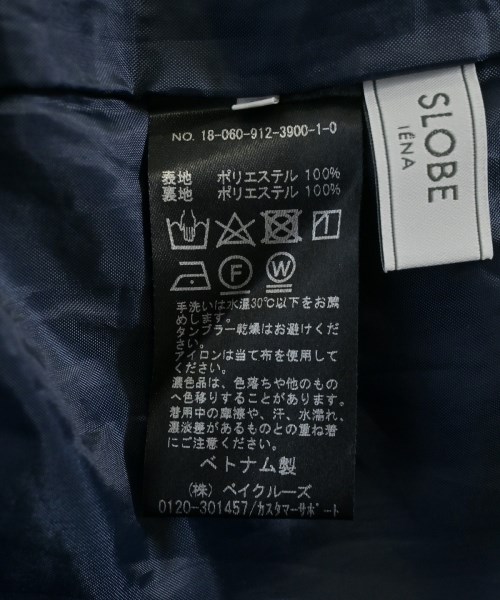 NO. 18-060-912-3900-1-0
表地 ポリエステル 100%
裏地 ポリエステル 100%
F W
手洗いは水温30℃以下をお薦
めします。
タンブラー乾燥はお避けくだ
さい。
アイロンは当て布を使用して
ください。
濃色品は、色落ちや他のもの
へ色移りすることがあります。
着用中の摩擦や、汗、水濡れ、
濃淡差があるものとの重ね着
にご注意ください。
ベトナム製
(株) ベイクルーズ
0120-301457/カスタマーサポート
SLOBE
IÉNA